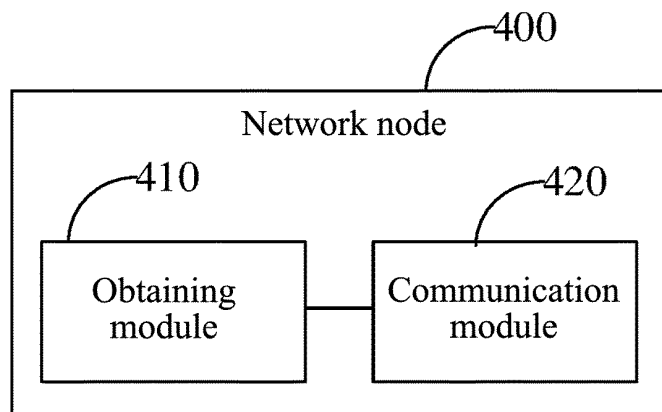 400
Network node
410
420
Obtaining
module
Communication
module